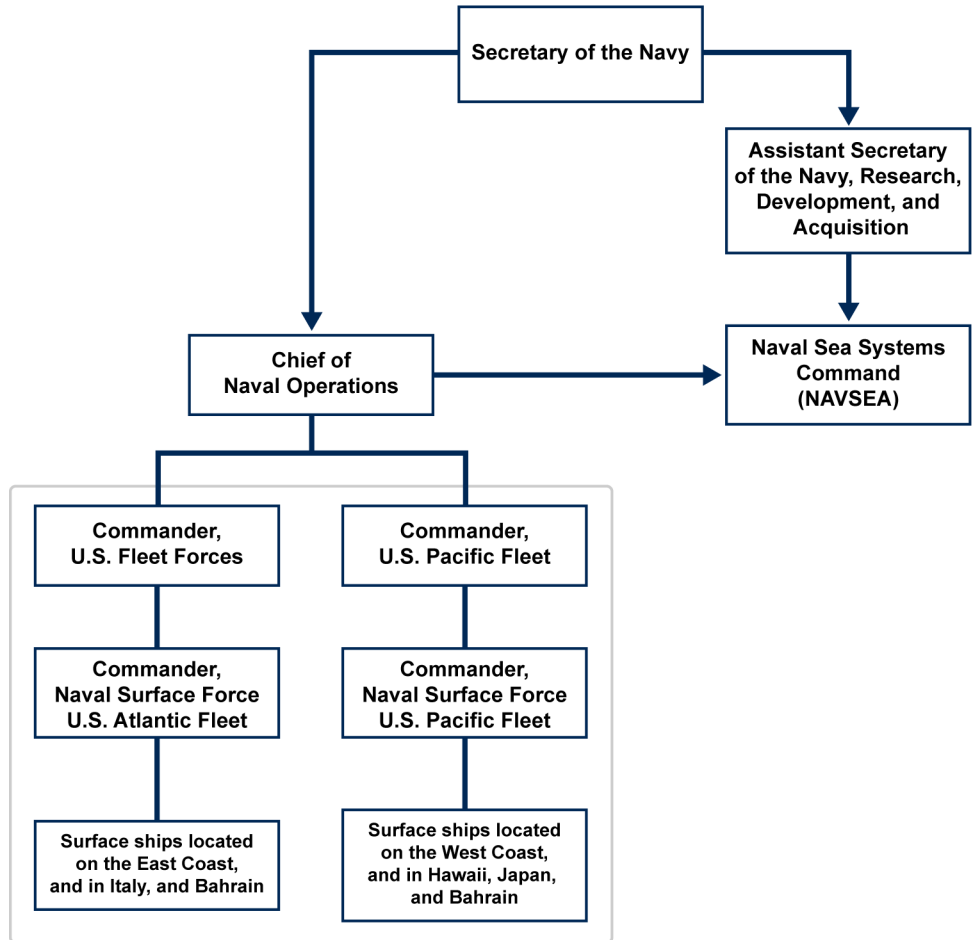 Secretary of the Navy
Assistant Secretary
of the Navy, Research,
Development, and
Acquisition
Chief of
Naval Operations
Naval Sea Systems
Command
(NAVSEA)
Commander,
U.S. Fleet Forces
Commander,
U.S. Pacific Fleet
Commander,
Naval Surface Force
U.S. Atlantic Fleet
Commander,
Naval Surface Force
U.S. Pacific Fleet
Surface ships located
on the East Coast,
and in Italy, and Bahrain
Surface ships located
on the West Coast,
and in Hawaii, Japan,
and Bahrain